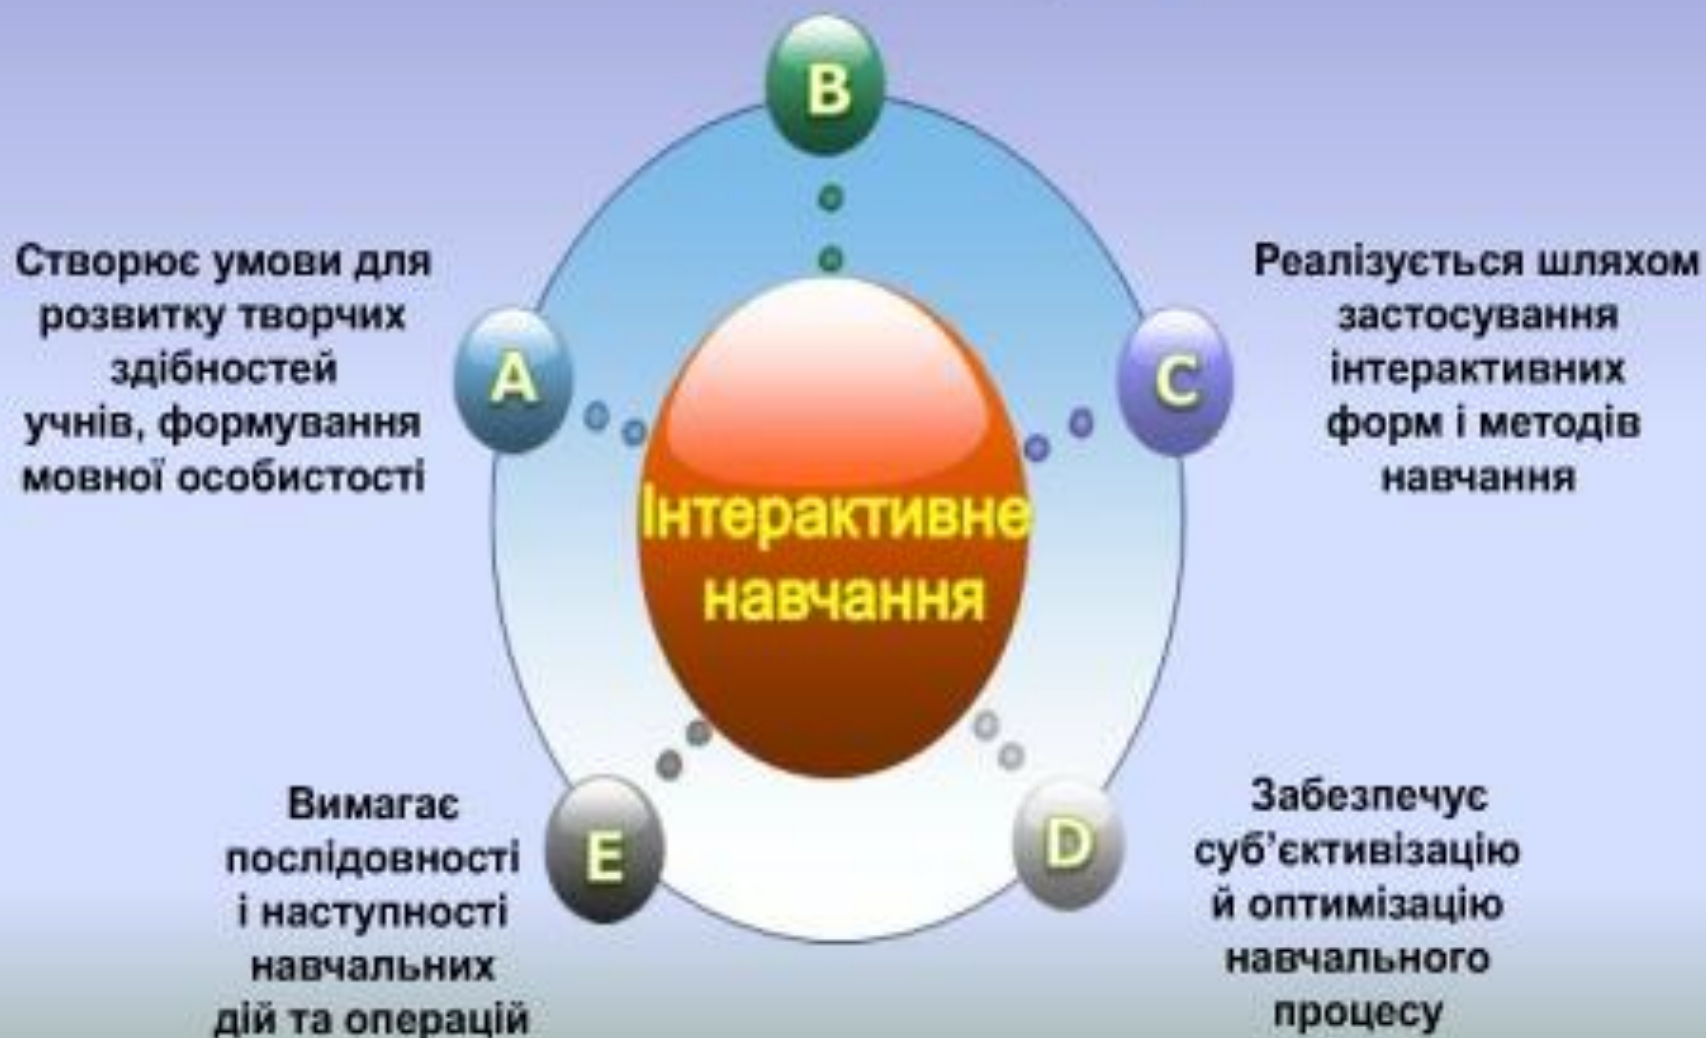 B
Створює умови для
розвитку творчих
здібностей
учнів, формування
мовної особистості
A
C
Реалізується шляхом
застосування
інтерактивних
форм і методів
навчання
Інтерактивне
навчання
Вимагає
послідовності
і наступності
навчальних
дій та операцій
E
D
Забезпечує
суб’єктивізацію
й оптимізацію
навчального
процесу